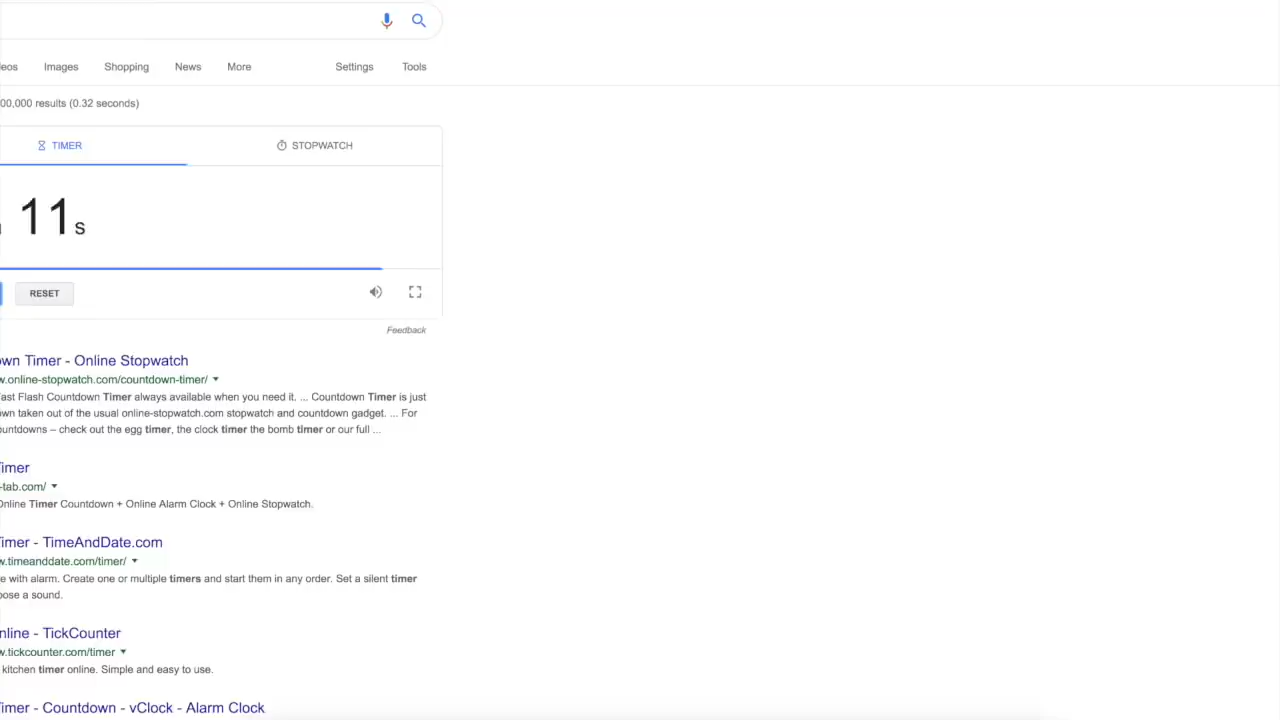 eos Images Shopping News More Settings Tools
00,000 results (0.32 seconds)
TIMER STOPWATCH
11s
RESET
Feedback
own Timer - Online Stopwatch
w.online-stopwatch.com/countdown-timer/
Fast Flash Countdown Timer always available when you need it. ... Countdown Timer is just
own taken out of the usual online-stopwatch.com stopwatch and countdown gadget. ... For
ountdowns – check out the egg timer, the clock timer the bomb timer or our full ...
Timer
-tab.com/
Online Timer Countdown + Online Alarm Clock + Online Stopwatch.
Timer - TimeAndDate.com
w.timeanddate.com/timer/
e with alarm. Create one or multiple timers and start them in any order. Set a silent timer
oose a sound.
nline - TickCounter
w.tickcounter.com/timer
kitchen timer online. Simple and easy to use.
Timer - Countdown - vClock - Alarm Clock